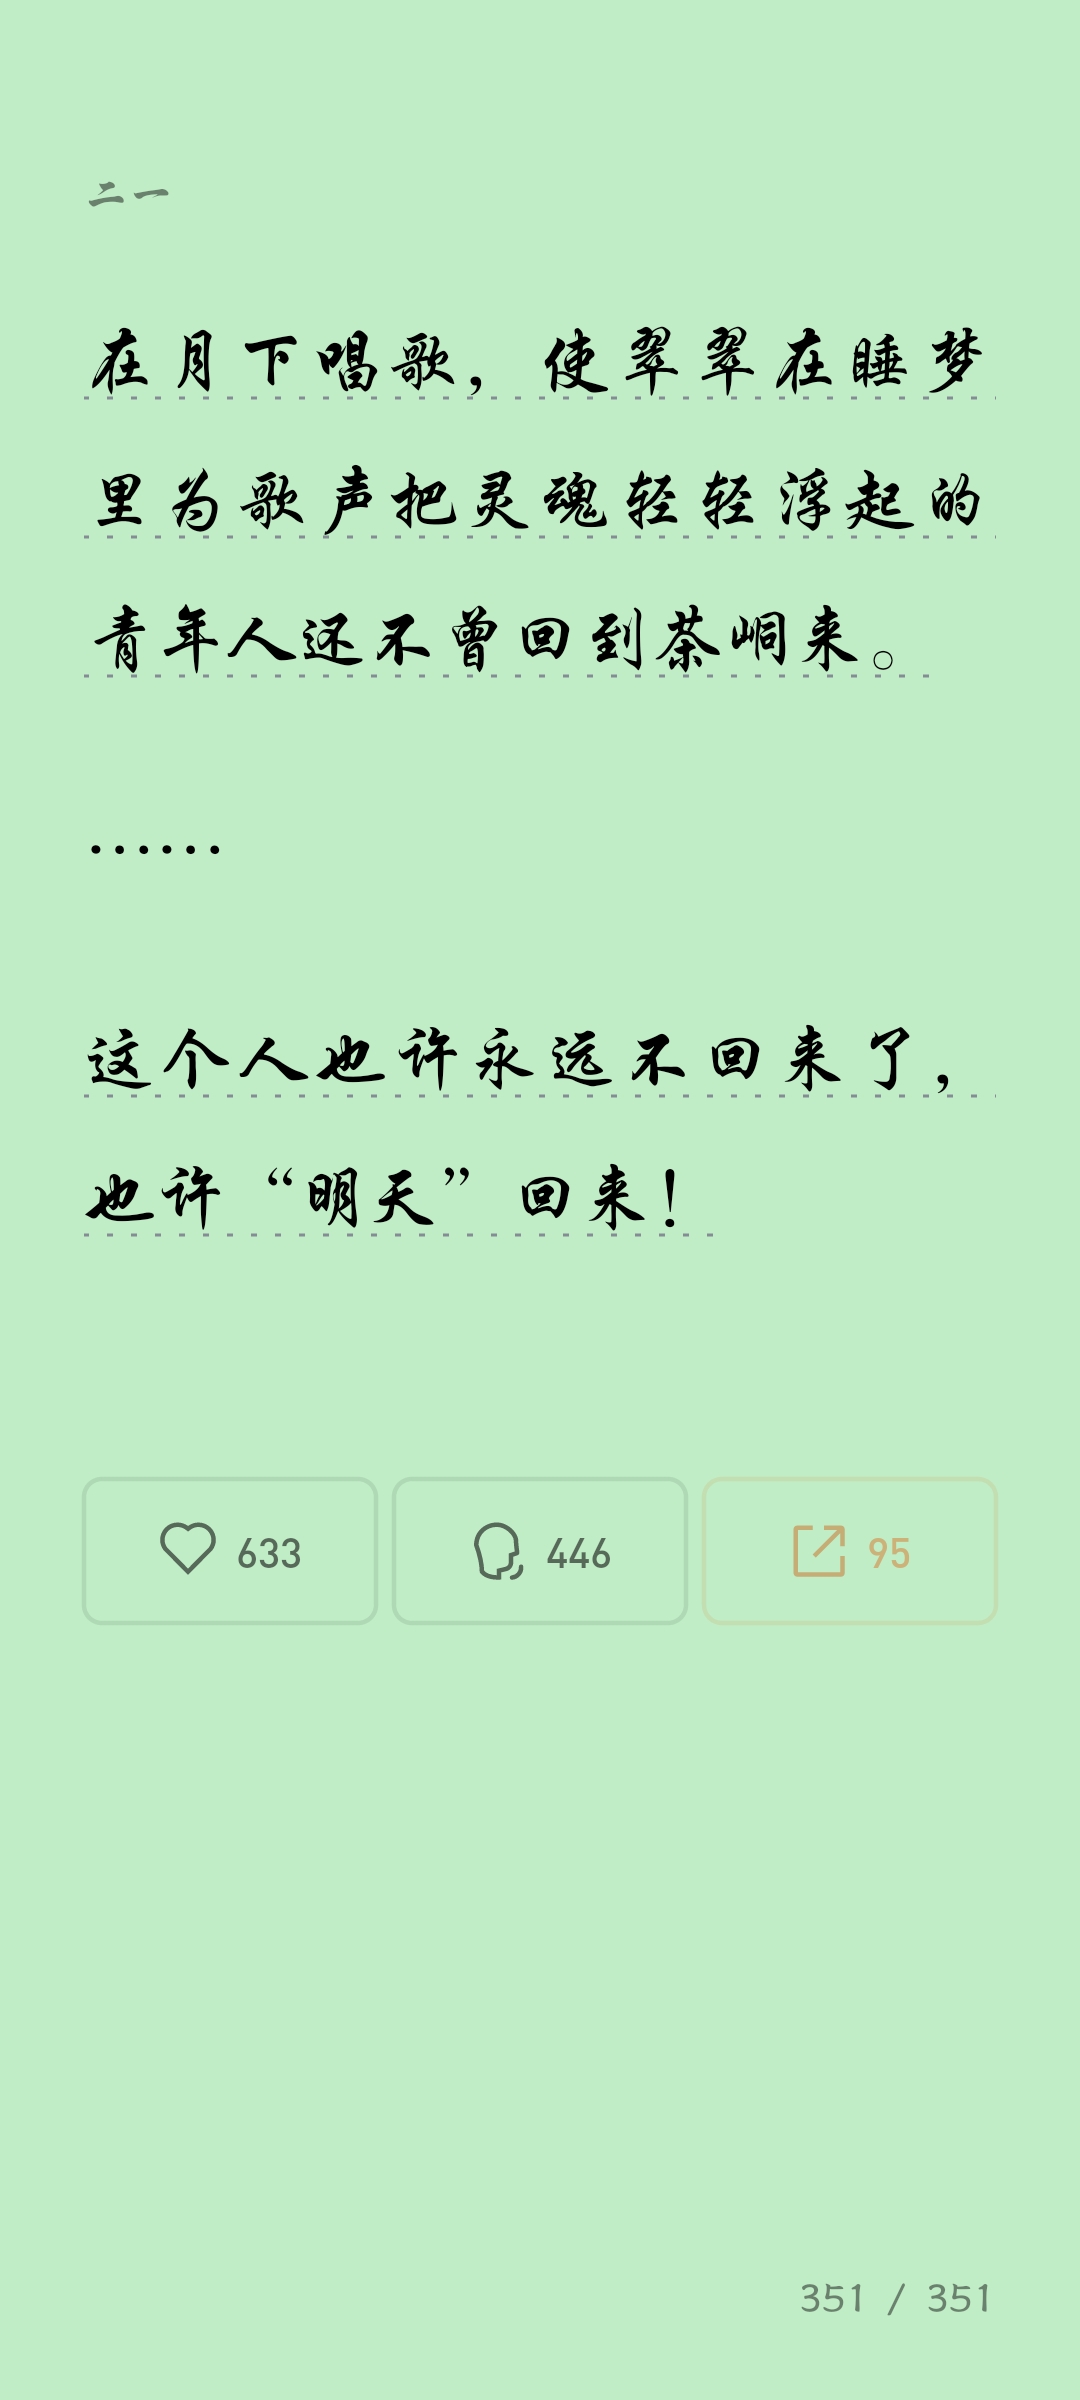 二一
在月下唱歌，使翠翠在睡梦
里为歌声把灵魂轻轻浮起的
青年人还不曾回到茶峒来。
……
这个人也许永远不回来了，
也许“明天”回来！
633 446 95
351 / 351